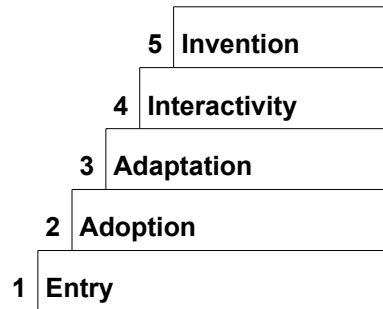 5 Invention
4 Interactivity
3 Adaptation
2 Adoption
1 Entry